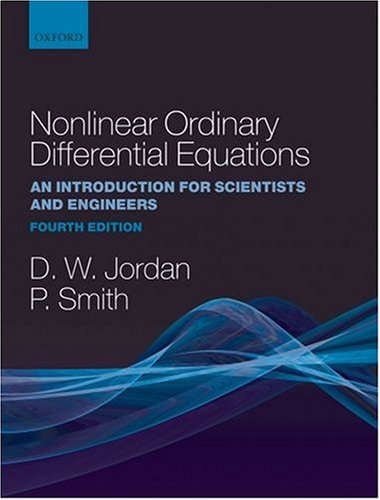 OXFORD
Nonlinear Ordinary
Differential Equations
AN INTRODUCTION FOR SCIENTISTS
AND ENGINEERS
FOURTH EDITION
D. W. Jordan
P. Smith